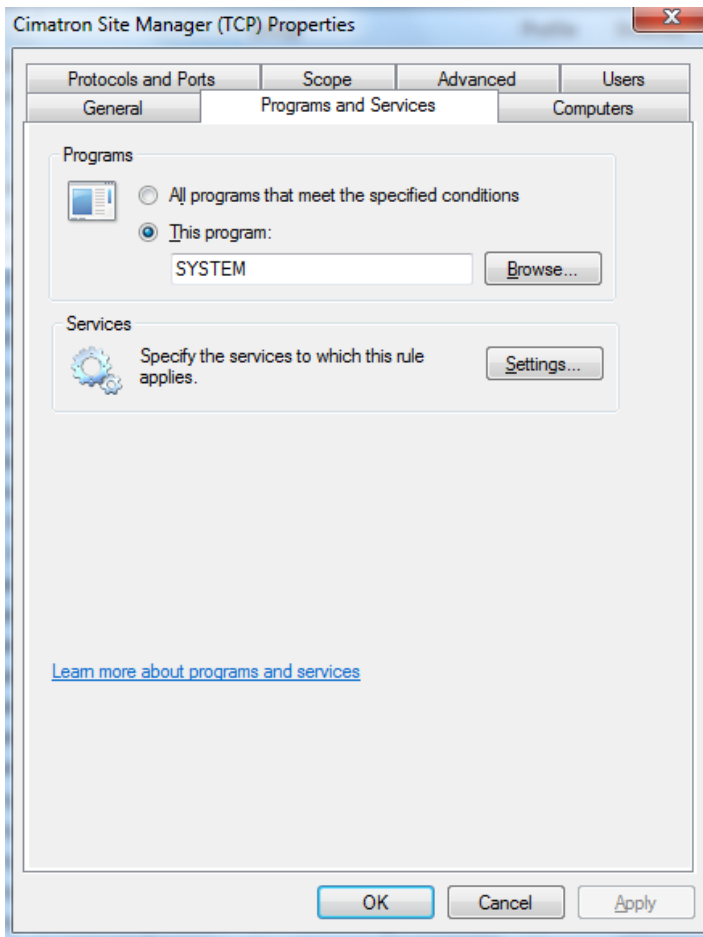 Cimatron Site Manager (TCP) Properties
Protocols and Ports Scope Advanced Users
General Programs and Services Computers
Programs
All programs that meet the specified conditions
This program:
SYSTEM Browse...
Services
Specify the services to which this rule
applies.
Settings...
Learn more about programs and services
OK Cancel Apply